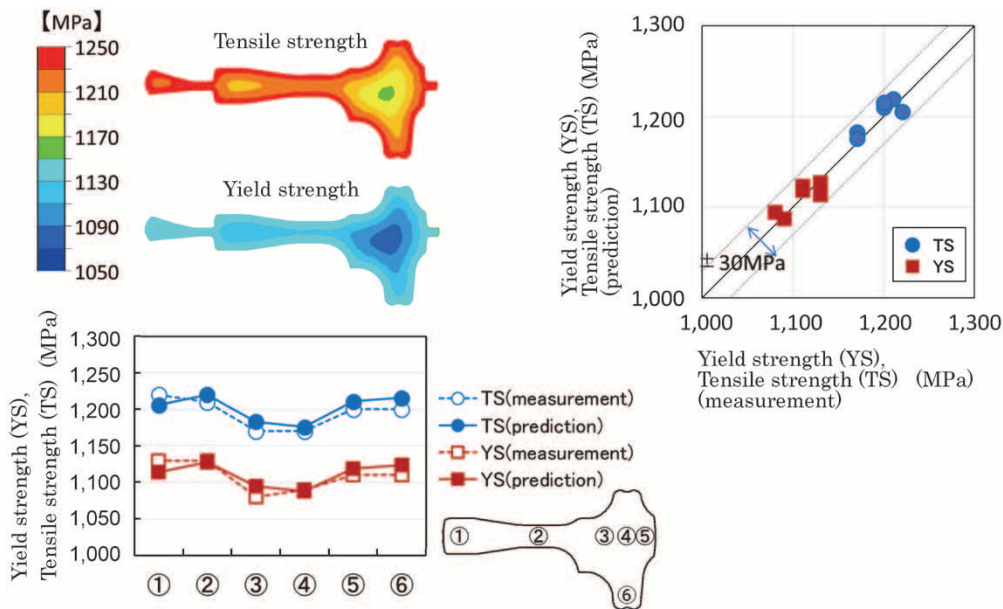 【MPa】
1250
1210
1170
1130
1090
1050
Tensile strength
Yield strength
Yield strength (YS),
Tensile strength (TS) (MPa)
(prediction)
1,300
1,200
1,100
1,000
± 30MPa
TS
YS
1,000 1,100 1,200 1,300
Yield strength (YS),
Tensile strength (TS) (MPa)
(measurement)
Yield strength (YS),
Tensile strength (TS) (MPa)
1,300
1,250
1,200
1,150
1,100
1,050
1,000
① ② ③ ④ ⑤ ⑥
TS(measurement)
TS(prediction)
YS(measurement)
YS(prediction)
① ② ③ ④ ⑤
⑥